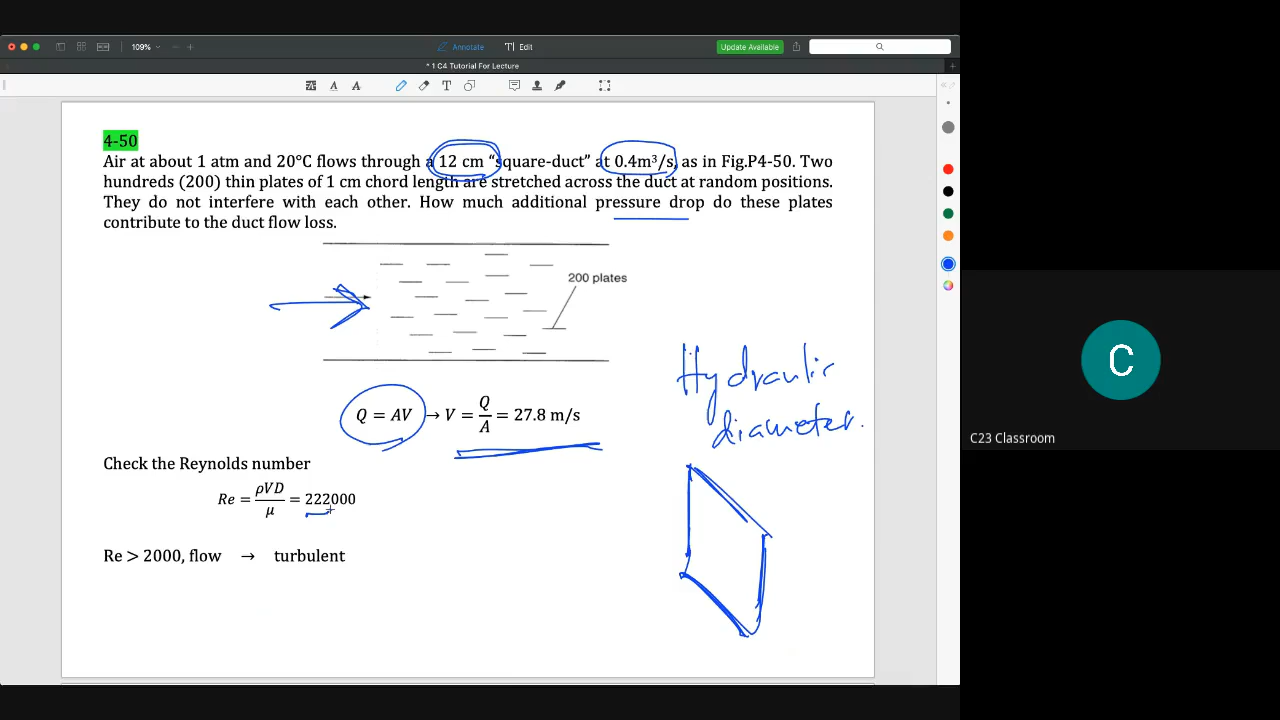 109%
Annotate
T Edit
Update Available
* 1 C4 Tutorial For Lecture
4-50
Air at about 1 atm and 20°C flows through a 12 cm “square-duct” at 0.4m³/s, as in Fig.P4-50. Two
hundreds (200) thin plates of 1 cm chord length are stretched across the duct at random positions.
They do not interfere with each other. How much additional pressure drop do these plates
contribute to the duct flow loss.
200 plates
Hydraulic
diameter.
Q = AV → V = Q/A = 27.8 m/s
Check the Reynolds number
Re = ρVD/μ = 222000
Re > 2000, flow → turbulent
C
C23 Classroom